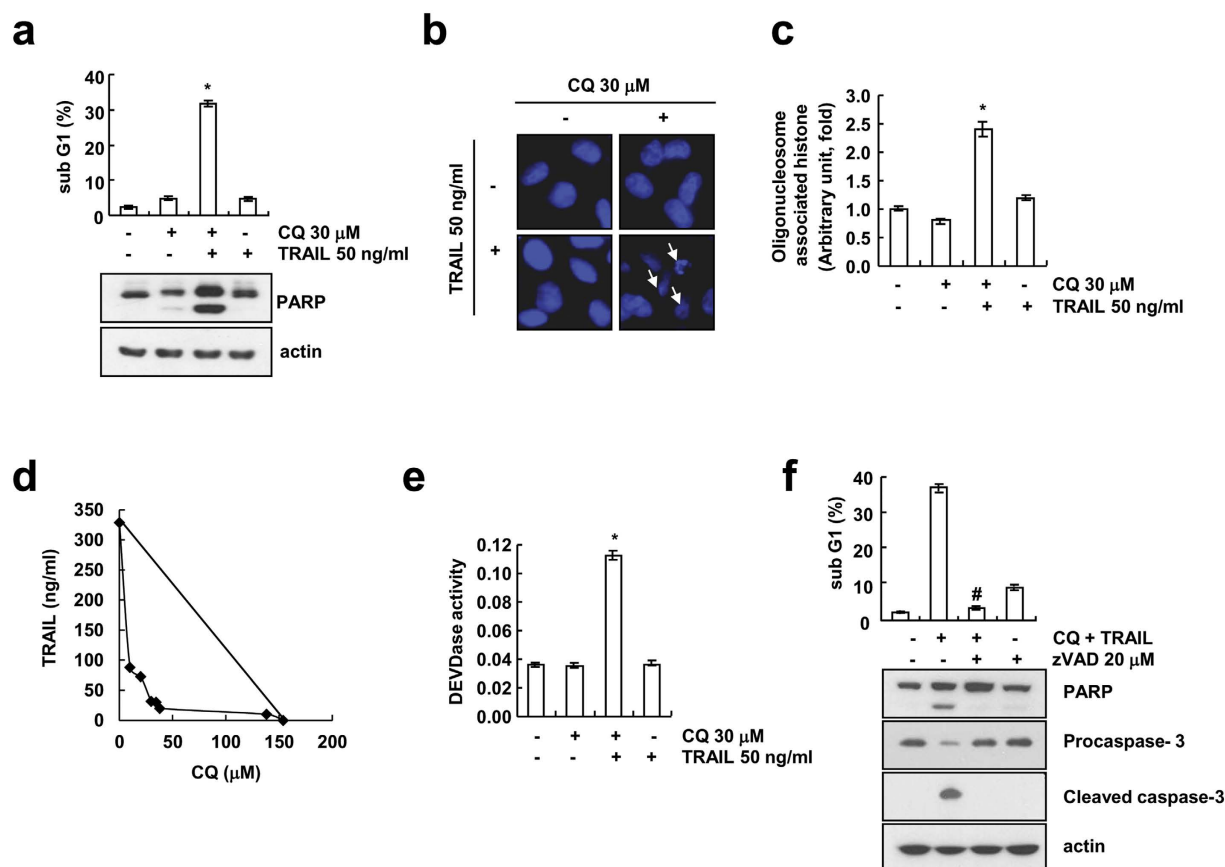 a
sub G1 (%)
40
30
20
10
0
*
- + + - CQ 30 μM
- - + + TRAIL 50 ng/ml
PARP
actin
b
CQ 30 μM
- +
TRAIL 50 ng/ml
-
+
c
Oligonucleosome
associated histone
(Arbitrary unit, fold)
3.0
2.5
2.0
1.5
1.0
0.5
0.0
*
- + + - CQ 30 μM
- - + + TRAIL 50 ng/ml
d
TRAIL (ng/ml)
350
300
250
200
150
100
50
0
0 50 100 150 200
CQ (μM)
e
DEVDase activity
0.12
0.10
0.08
0.06
0.04
0.02
0.00
*
- + + - CQ 30 μM
- - + + TRAIL 50 ng/ml
f
sub G1 (%)
40
30
20
10
0
#
- + + - CQ + TRAIL
- - + + zVAD 20 μM
PARP
Procaspase- 3
Cleaved caspase-3
actin